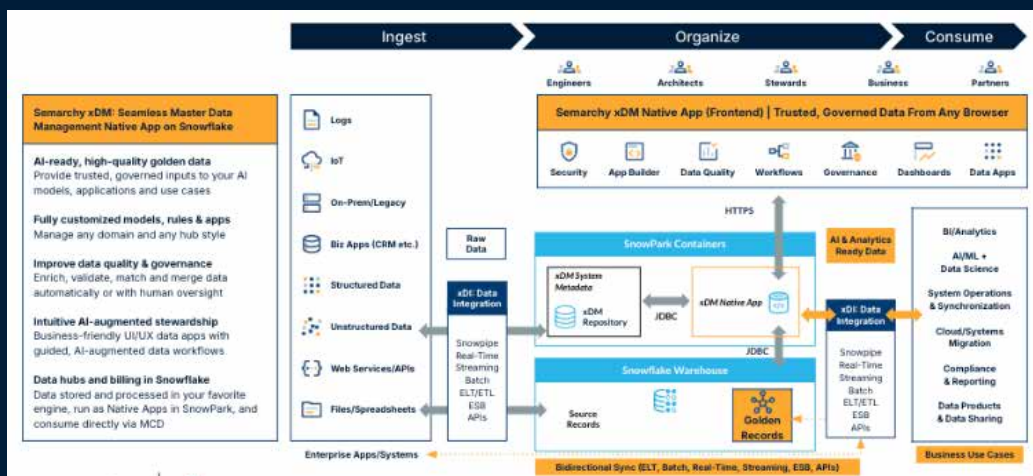 Ingest
Organize
Consume
Engineers
Architects
Stewards
Business
Partners
Semarchy xDM: Seamless Master Data
Management Native App on Snowflake
AI-ready, high-quality golden data
Provide trusted, governed inputs to your AI
models, applications and use cases
Fully customized models, rules & apps
Manage any domain and any hub style
Improve data quality & governance
Enrich, validate, match and merge data
automatically or with human oversight
Intuitive AI-augmented stewardship
Business-friendly UI/UX data apps with
guided, AI-augmented data workflows
Data hubs and billing in Snowflake
Data stored and processed in your favorite
engine, run as Native Apps in SnowPark, and
consume directly via MCD
Logs
IoT
On-Prem/Legacy
Biz Apps (CRM etc.)
Structured Data
Unstructured Data
Web Services/APIs
Files/Spreadsheets
Enterprise Apps/Systems
Raw
Data
xDI: Data
Integration
Snowpipe
Real-Time
Streaming
Batch
ELT/ETL
ESB
APIs
Semarchy xDM Native App (Frontend) | Trusted, Governed Data From Any Browser
Security
App Builder
Data Quality
Workflows
Governance
Dashboards
Data Apps
HTTPS
SnowPark Containers
xDM System
Metadata
xDM
Repository
JDBC
xDM Native App
JDBC
Snowflake Warehouse
Source
Records
Golden
Records
Bidirectional Sync (ELT, Batch, Real-Time, Streaming, ESB, APIs)
AI & Analytics
Ready Data
xDI: Data
Integration
Snowpipe
Real-Time
Streaming
Batch
ELT/ETL
ESB
APIs
BI/Analytics
AI/ML +
Data Science
System Operations
& Synchronization
Cloud/Systems
Migration
Compliance
& Reporting
Data Products
& Data Sharing
Business Use Cases